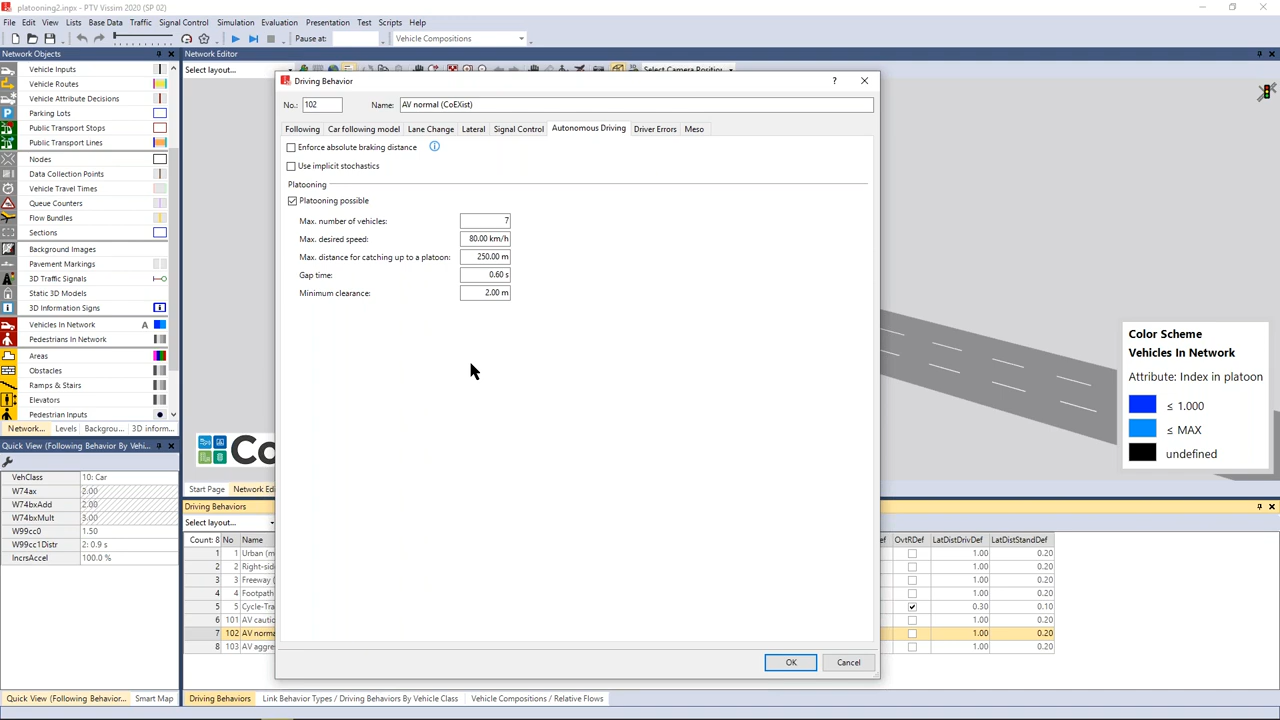 platooning2.inpx - PTV Vissim 2020 (SP 02)
File Edit View Lists Base Data Traffic Signal Control Simulation Evaluation Presentation Test Scripts Help
Pause at: Vehicle Compositions
Network Objects
Vehicle Inputs
Vehicle Routes
Vehicle Attribute Decisions
Parking Lots
Public Transport Stops
Public Transport Lines
Nodes
Data Collection Points
Vehicle Travel Times
Queue Counters
Flow Bundles
Sections
Background Images
Pavement Markings
3D Traffic Signals
Static 3D Models
3D Information Signs
Vehicles In Network A
Pedestrians In Network
Areas
Obstacles
Ramps & Stairs
Elevators
Pedestrian Inputs
Network... Levels Backgrou... 3D inform...
Quick View (Following Behavior By Vehi...
VehClass 10: Car
W74ax 2.00
W74bxAdd 2.00
W74bxMult 3.00
W99cc0 1.50
W99cc1Distr 2: 0.9 s
IncrsAccel 100.0 %
Quick View (Following Behavior... Smart Map
Network Editor
Select layout... Select Camera Position
Driving Behavior ?
No.: 102 Name: AV normal (CoEXist)
Following Car following model Lane Change Lateral Signal Control Autonomous Driving Driver Errors Meso
Enforce absolute braking distance
Use implicit stochastics
Platooning
Platooning possible
Max. number of vehicles: 7
Max. desired speed: 80.00 km/h
Max. distance for catching up to a platoon: 250.00 m
Gap time: 0.60 s
Minimum clearance: 2.00 m
OK Cancel
Color Scheme
Vehicles In Network
Attribute: Index in platoon
≤ 1.000
≤ MAX
undefined
Co
Start Page Network Edi
Driving Behaviors
Select layout...
Count: 8 No Name ef OvtRDef LatDistDrivDef LatDistStandDef
1 1 Urban (m 1.00 0.20
2 2 Right-sid 1.00 0.20
3 3 Freeway ( 1.00 0.20
4 4 Footpath 1.00 0.20
5 5 Cycle-Tra 0.30 0.10
6 101 AV cautio 1.00 0.20
7 102 AV norma 1.00 0.20
8 103 AV aggre 1.00 0.20
Driving Behaviors Link Behavior Types / Driving Behaviors By Vehicle Class Vehicle Compositions / Relative Flows